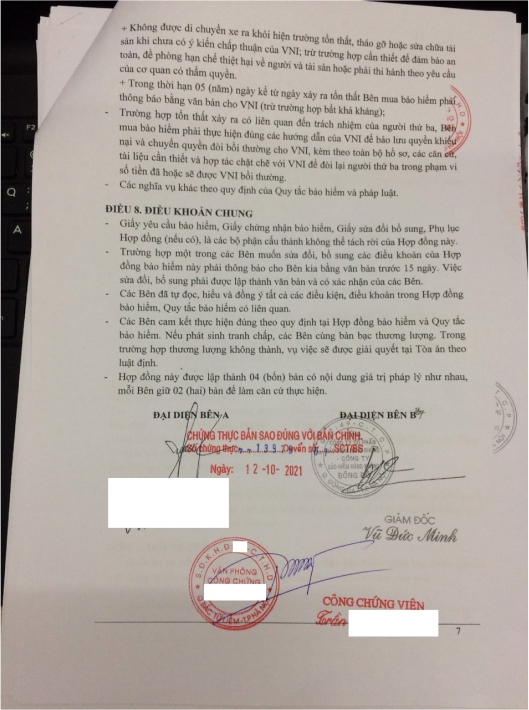 + Không được di chuyển xe ra khỏi hiện trường tổn thất, tháo gỡ hoặc sửa chữa tài
sản khi chưa có ý kiến chấp thuận của VNI; trừ trường hợp cần thiết để đảm bảo an
toàn, đề phòng hạn chế thiệt hại về người và tài sản hoặc phải thi hành theo yêu cầu
của cơ quan có thẩm quyền.
+ Trong thời hạn 05 (năm) ngày kể từ ngày xảy ra tổn thất Bên mua bảo hiểm phải
thông báo bằng văn bản cho VNI (trừ trường hợp bất khả kháng);
- Trường hợp tổn thất xảy ra có liên quan đến trách nhiệm của người thứ ba, Bên
mua bảo hiểm phải thực hiện đúng các hướng dẫn của VNI để bảo lưu quyền khiếu
nại và chuyển quyền đòi bồi thường cho VNI, kèm theo toàn bộ hồ sơ, các căn cứ,
tài liệu cần thiết và hợp tác chặt chẽ với VNI để đòi lại người thứ ba trong phạm vi
số tiền đã hoặc sẽ được VNI bồi thường.
- Các nghĩa vụ khác theo quy định của Quy tắc bảo hiểm và pháp luật.
ĐIỀU 8. ĐIỀU KHOẢN CHUNG
- Giấy yêu cầu bảo hiểm, Giấy chứng nhận bảo hiểm, Giấy sửa đổi bổ sung, Phụ lục
Hợp đồng (nếu có), là các bộ phận cấu thành không thể tách rời của Hợp đồng này.
- Trường hợp một trong các Bên muốn sửa đổi, bổ sung các điều khoản của Hợp
đồng bảo hiểm này phải thông báo cho Bên kia bằng văn bản trước 15 ngày. Việc
sửa đổi, bổ sung phải được lập thành văn bản và có xác nhận của các Bên.
- Các Bên đã tự đọc, hiểu và đồng ý tất cả các điều kiện, điều khoản trong Hợp đồng
bảo hiểm, Quy tắc bảo hiểm có liên quan.
- Các Bên cam kết thực hiện đúng theo quy định tại Hợp đồng bảo hiểm và Quy tắc
bảo hiểm. Nếu phát sinh tranh chấp, các Bên cùng bàn bạc thương lượng. Trong
trường hợp thương lượng không thành, vụ việc sẽ được giải quyết tại Tòa án theo
luật định.
- Hợp đồng này được lập thành 04 (bốn) bản có nội dung giá trị pháp lý như nhau,
mỗi Bên giữ 02 (hai) bản để làm căn cứ thực hiện.
ĐẠI DIỆN BÊN A ĐẠI DIỆN BÊN B
CHỨNG THỰC BẢN SAO ĐÚNG VỚI BẢN CHÍNH
Số chứng thực Quyển số SCT/BS
Ngày: 12-10-2021
CÔNG TY
GIÁM ĐỐC
Vũ Đức Minh
VĂN PHÒNG
CÔNG CHỨNG
Q.BẮC TỪ LIÊM-TP.HÀ NỘI
CÔNG CHỨNG VIÊN
Trần
7